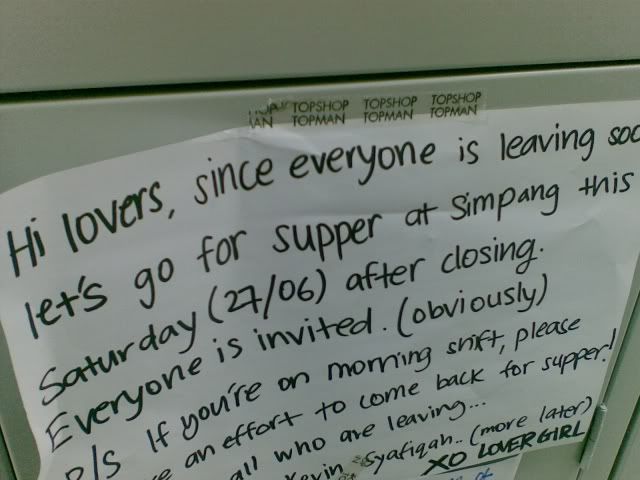 TOPSHOP TOPSHOP TOPSHOP
TOPMAN TOPMAN TOPMAN
Hi lovers, since everyone is leaving soo
let's go for supper at Simpang this
Saturday (27/06) after closing.
Everyone is invited. (obviously)
P/S If you're on morning shift, please
an effort to come back for supper!
all who are leaving...
Kevin, Syafiqah.. (more later)
XO LOVERGIRL